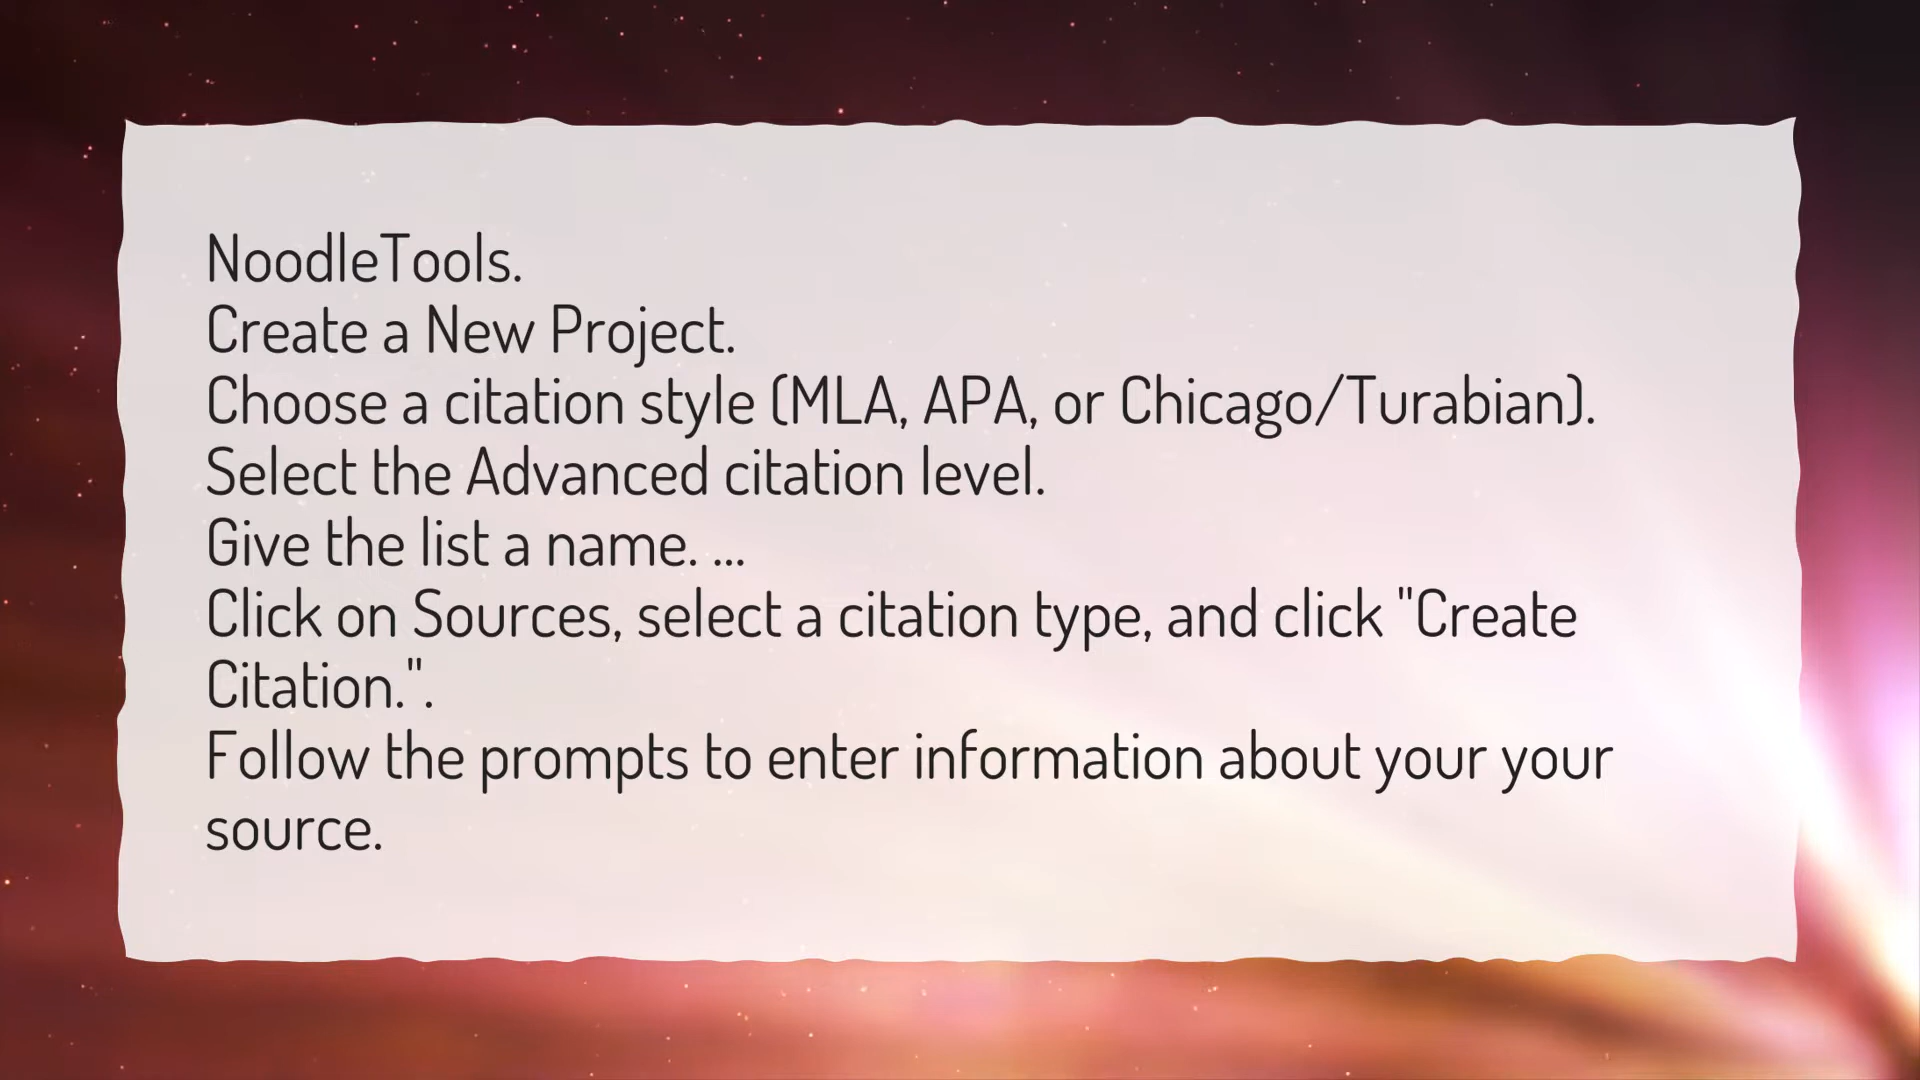 NoodleTools.
Create a New Project.
Choose a citation style (MLA, APA, or Chicago/Turabian).
Select the Advanced citation level.
Give the list a name. ...
Click on Sources, select a citation type, and click "Create
Citation.".
Follow the prompts to enter information about your your
source.